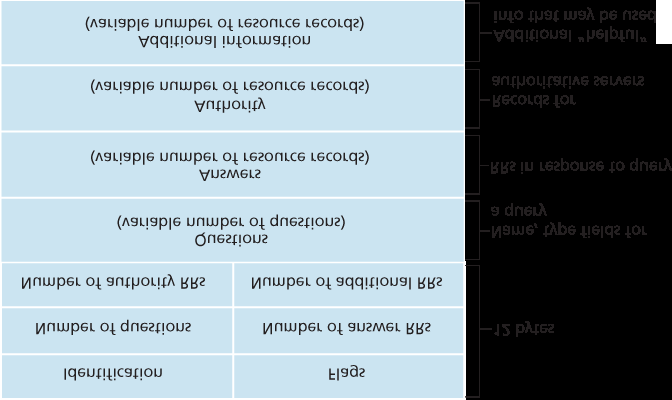 Identification
Flags
12 bytes
Number of questions
Number of answer RRs
Number of authority RRs
Number of additional RRs
Questions
(variable number of questions)
Name, type fields for
a query
Answers
(variable number of resource records)
RRs in response to query
Authority
(variable number of resource records)
Records for
authoritative servers
Additional information
(variable number of resource records)
Additional “helpful”
info that may be used